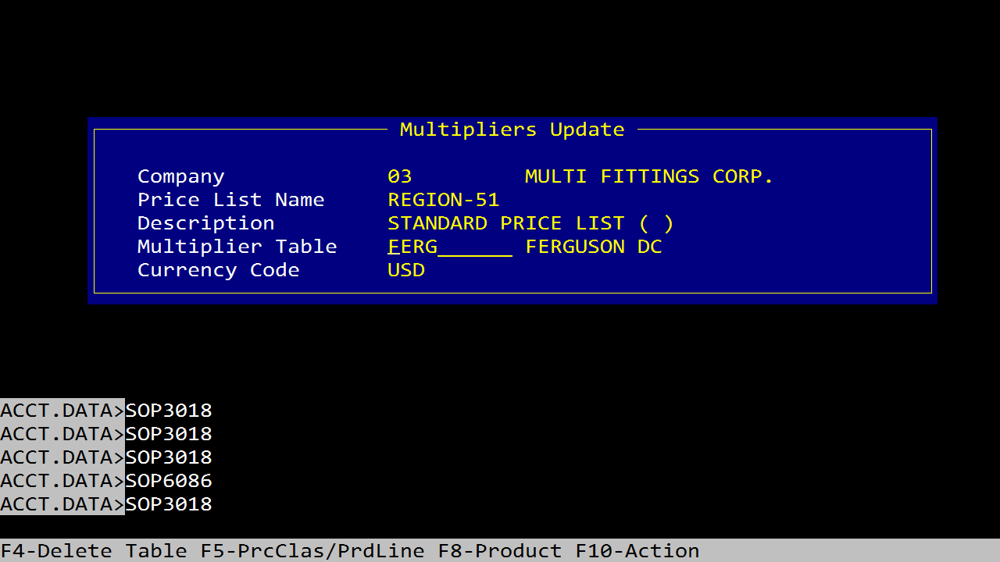 Multipliers Update
Company 03 MULTI FITTINGS CORP.
Price List Name REGION-51
Description STANDARD PRICE LIST ( )
Multiplier Table FERG______ FERGUSON DC
Currency Code USD
ACCT.DATA>SOP3018
ACCT.DATA>SOP3018
ACCT.DATA>SOP3018
ACCT.DATA>SOP6086
ACCT.DATA>SOP3018
F4-Delete Table F5-PrcClas/PrdLine F8-Product F10-Action